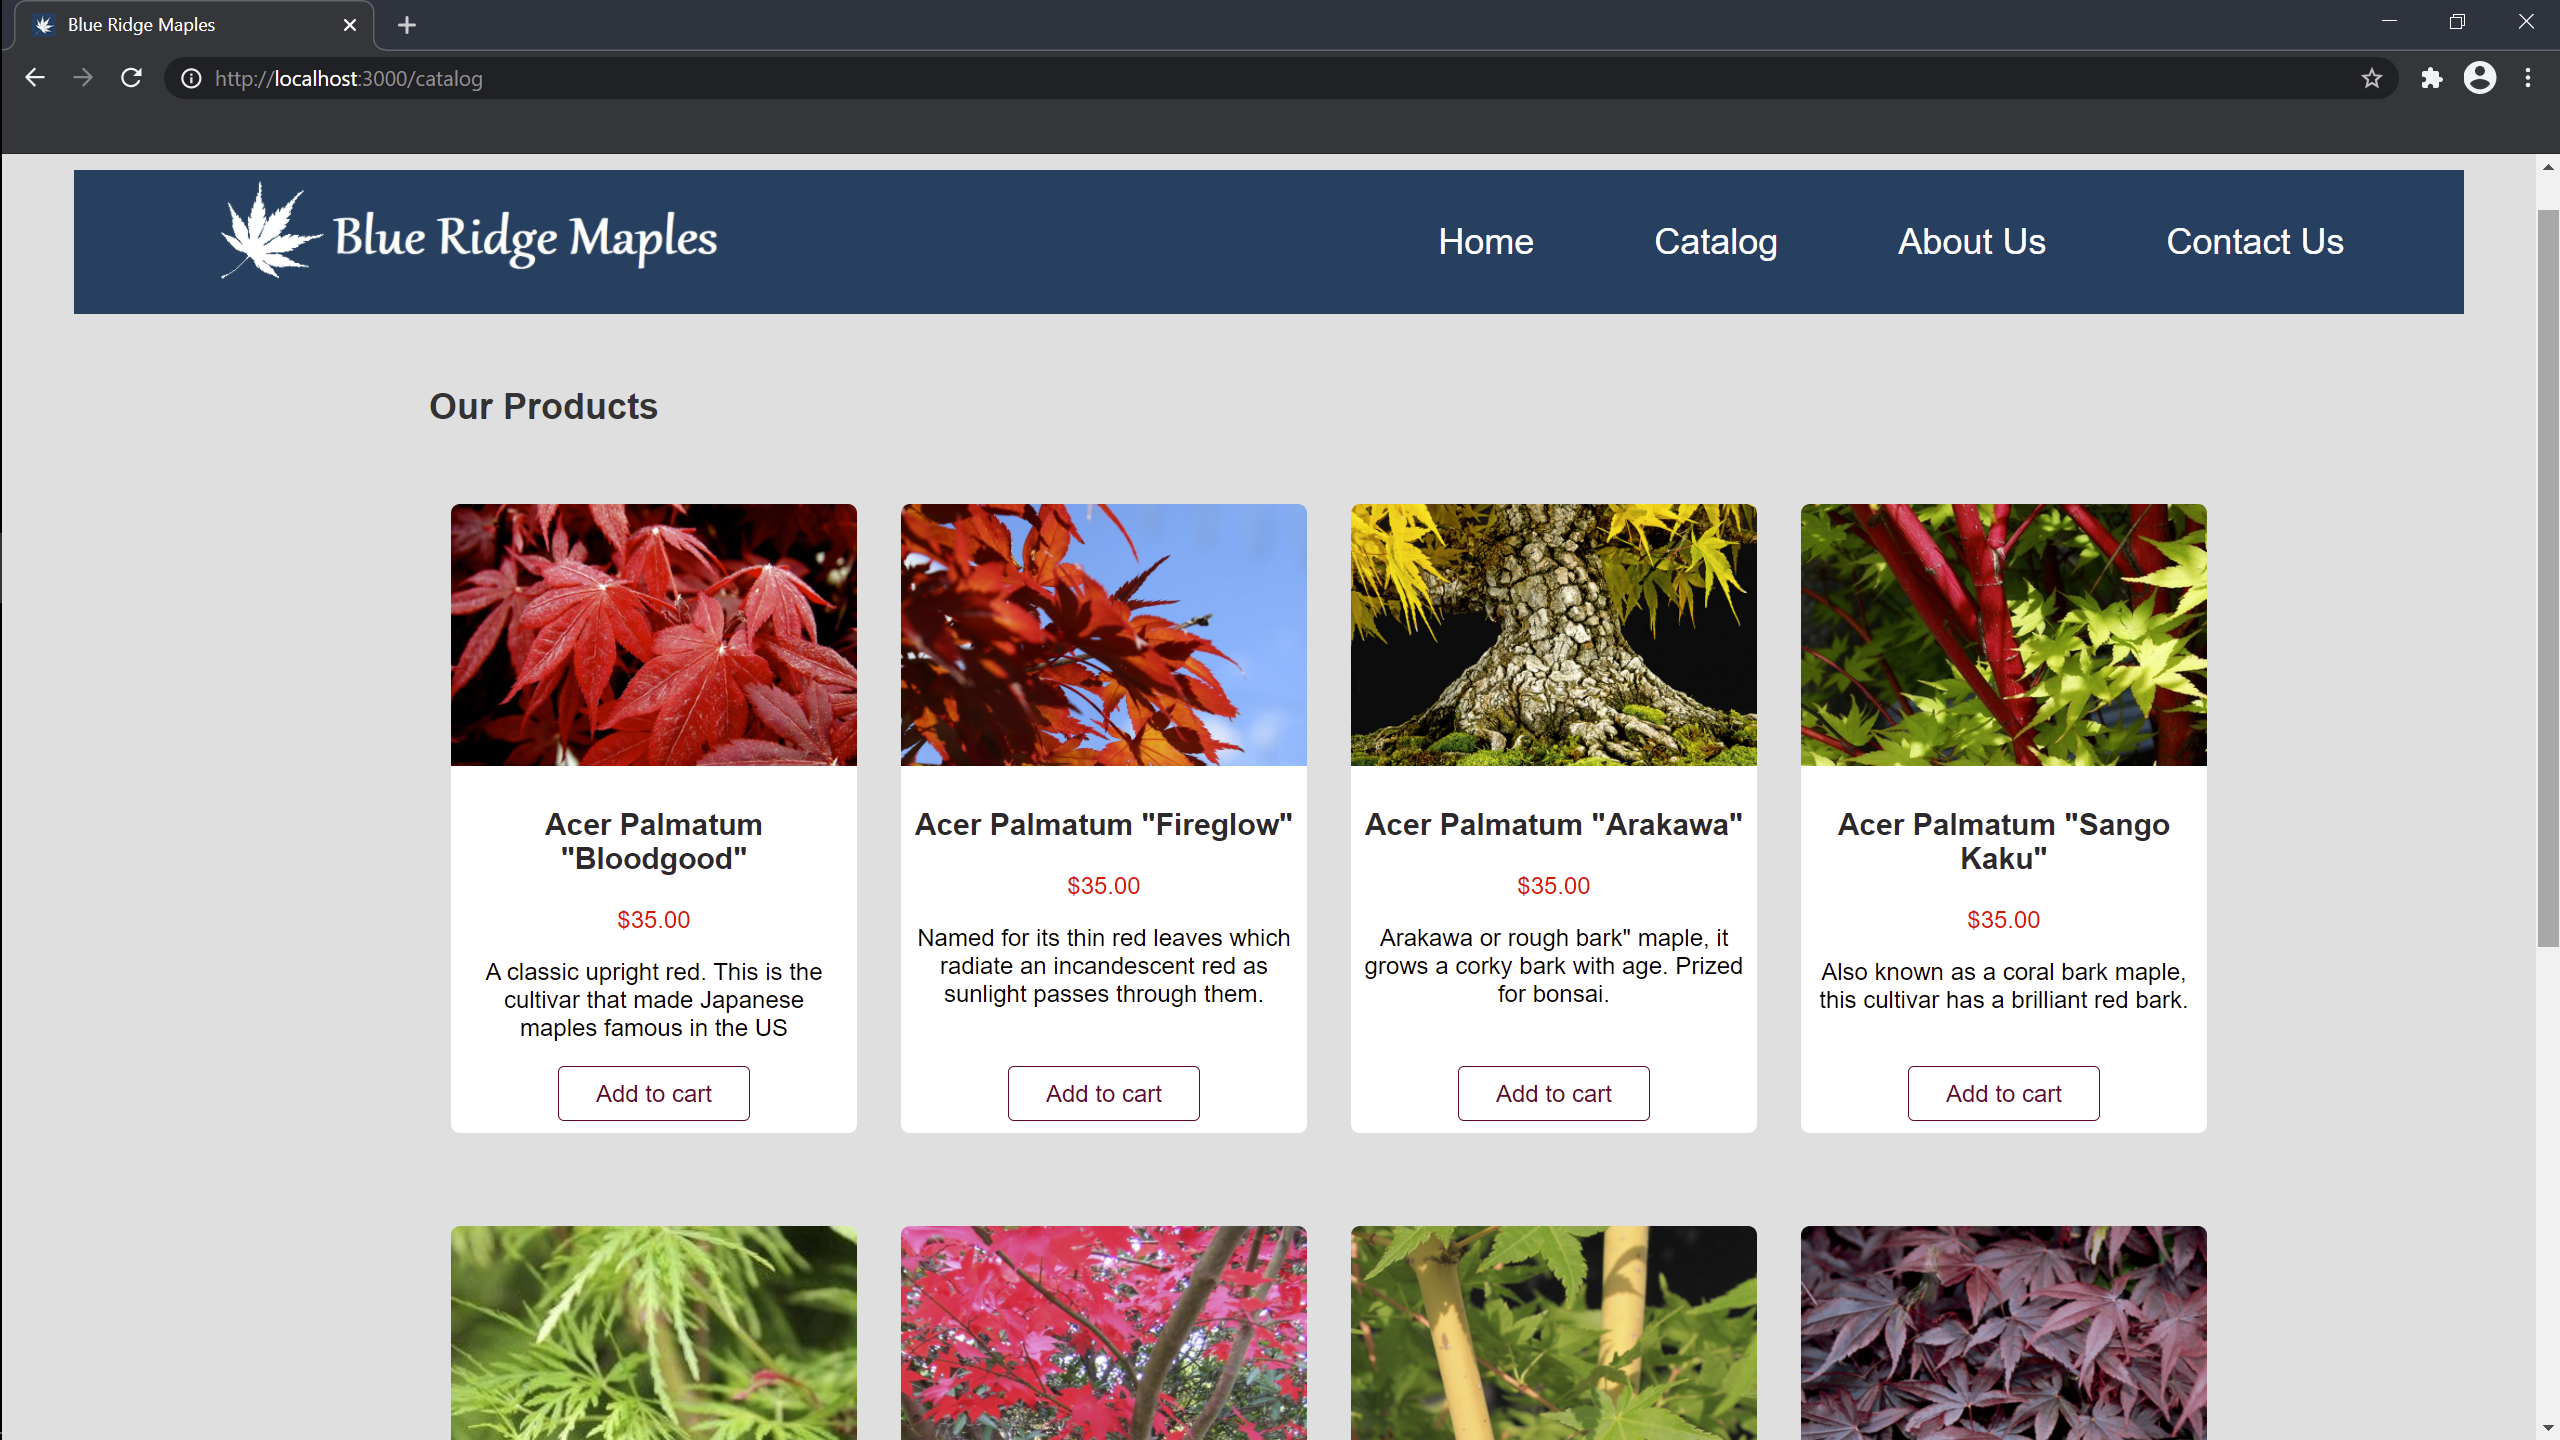 Blue Ridge Maples
http://localhost:3000/catalog
Blue Ridge Maples
Home
Catalog
About Us
Contact Us
Our Products
Acer Palmatum
"Bloodgood"
$35.00
A classic upright red. This is the
cultivar that made Japanese
maples famous in the US
Add to cart
Acer Palmatum "Fireglow"
$35.00
Named for its thin red leaves which
radiate an incandescent red as
sunlight passes through them.
Add to cart
Acer Palmatum "Arakawa"
$35.00
Arakawa or rough bark" maple, it
grows a corky bark with age. Prized
for bonsai.
Add to cart
Acer Palmatum "Sango
Kaku"
$35.00
Also known as a coral bark maple,
this cultivar has a brilliant red bark.
Add to cart